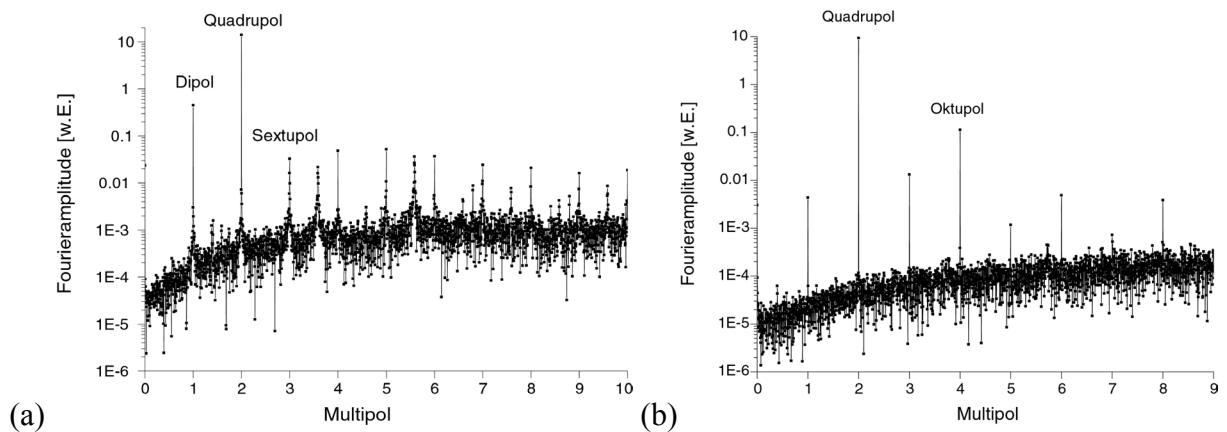 Quadrupol
Dipol
Sextupol
Fourieramplitude [w.E.]
10
1
0.1
0.01
1E-3
1E-4
1E-5
1E-6
0 1 2 3 4 5 6 7 8 9 10
Multipol
(a)
Quadrupol
Oktupol
Fourieramplitude [w.E.]
10
1
0.1
0.01
1E-3
1E-4
1E-5
1E-6
0 1 2 3 4 5 6 7 8 9
Multipol
(b)